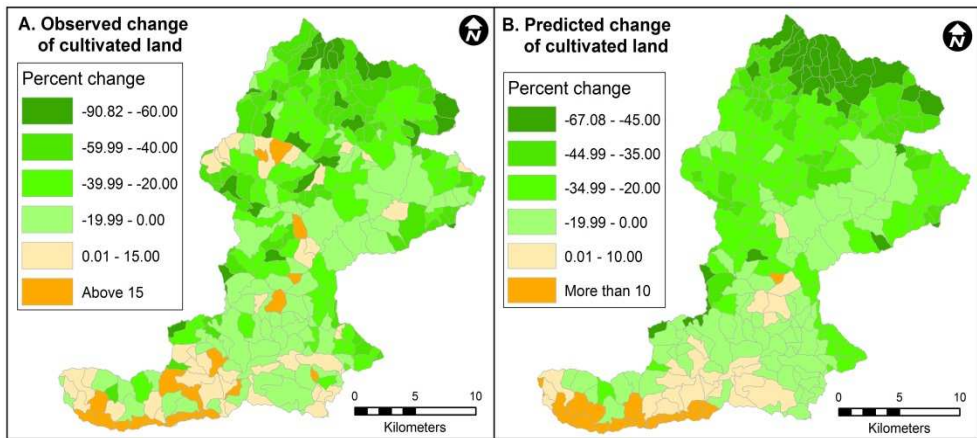 A. Observed change
of cultivated land
N
Percent change
-90.82 - -60.00
-59.99 - -40.00
-39.99 - -20.00
-19.99 - 0.00
0.01 - 15.00
Above 15
0 5 10
Kilometers
B. Predicted change
of cultivated land
N
Percent change
-67.08 - -45.00
-44.99 - -35.00
-34.99 - -20.00
-19.99 - 0.00
0.01 - 10.00
More than 10
0 5 10
Kilometers